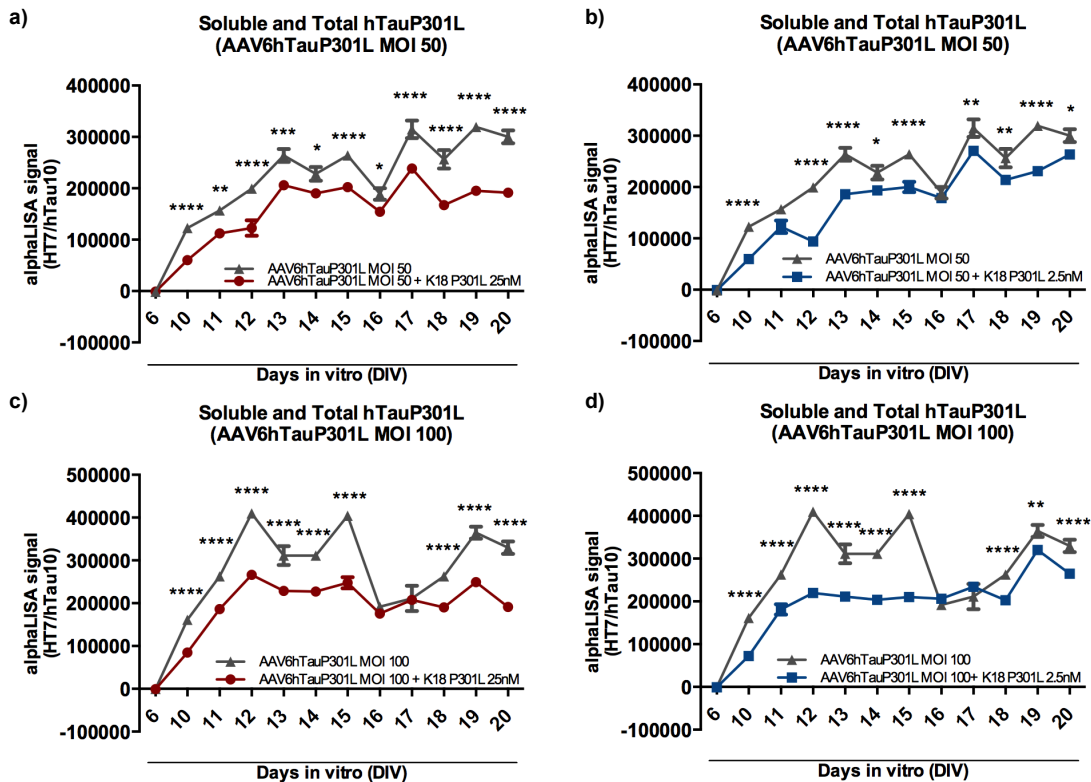 a)
Soluble and Total hTauP301L
(AAV6hTauP301L MOI 50)
alphaLISA signal
(HT7/hTau10)
400000
300000
200000
100000
0
-100000
**** ** **** *** * **** * **** **** **** ****
AAV6hTauP301L MOI 50
AAV6hTauP301L MOI 50 + K18 P301L 25nM
6 10 11 12 13 14 15 16 17 18 19 20
Days in vitro (DIV)
b)
Soluble and Total hTauP301L
(AAV6hTauP301L MOI 50)
alphaLISA signal
(HT7/hTau10)
400000
300000
200000
100000
0
-100000
**** **** **** * **** ** ** **** *
AAV6hTauP301L MOI 50
AAV6hTauP301L MOI 50 + K18 P301L 2.5nM
6 10 11 12 13 14 15 16 17 18 19 20
Days in vitro (DIV)
c)
Soluble and Total hTauP301L
(AAV6hTauP301L MOI 100)
alphaLISA signal
(HT7/hTau10)
500000
400000
300000
200000
100000
0
-100000
**** **** **** **** **** **** **** **** ****
AAV6hTauP301L MOI 100
AAV6hTauP301L MOI 100 + K18 P301L 25nM
6 10 11 12 13 14 15 16 17 18 19 20
Days in vitro (DIV)
d)
Soluble and Total hTauP301L
(AAV6hTauP301L MOI 100)
alphaLISA signal
(HT7/hTau10)
500000
400000
300000
200000
100000
0
-100000
**** **** **** **** **** **** **** ** ****
AAV6hTauP301L MOI 100
AAV6hTauP301L MOI 100+ K18 P301L 2.5nM
6 10 11 12 13 14 15 16 17 18 19 20
Days in vitro (DIV)